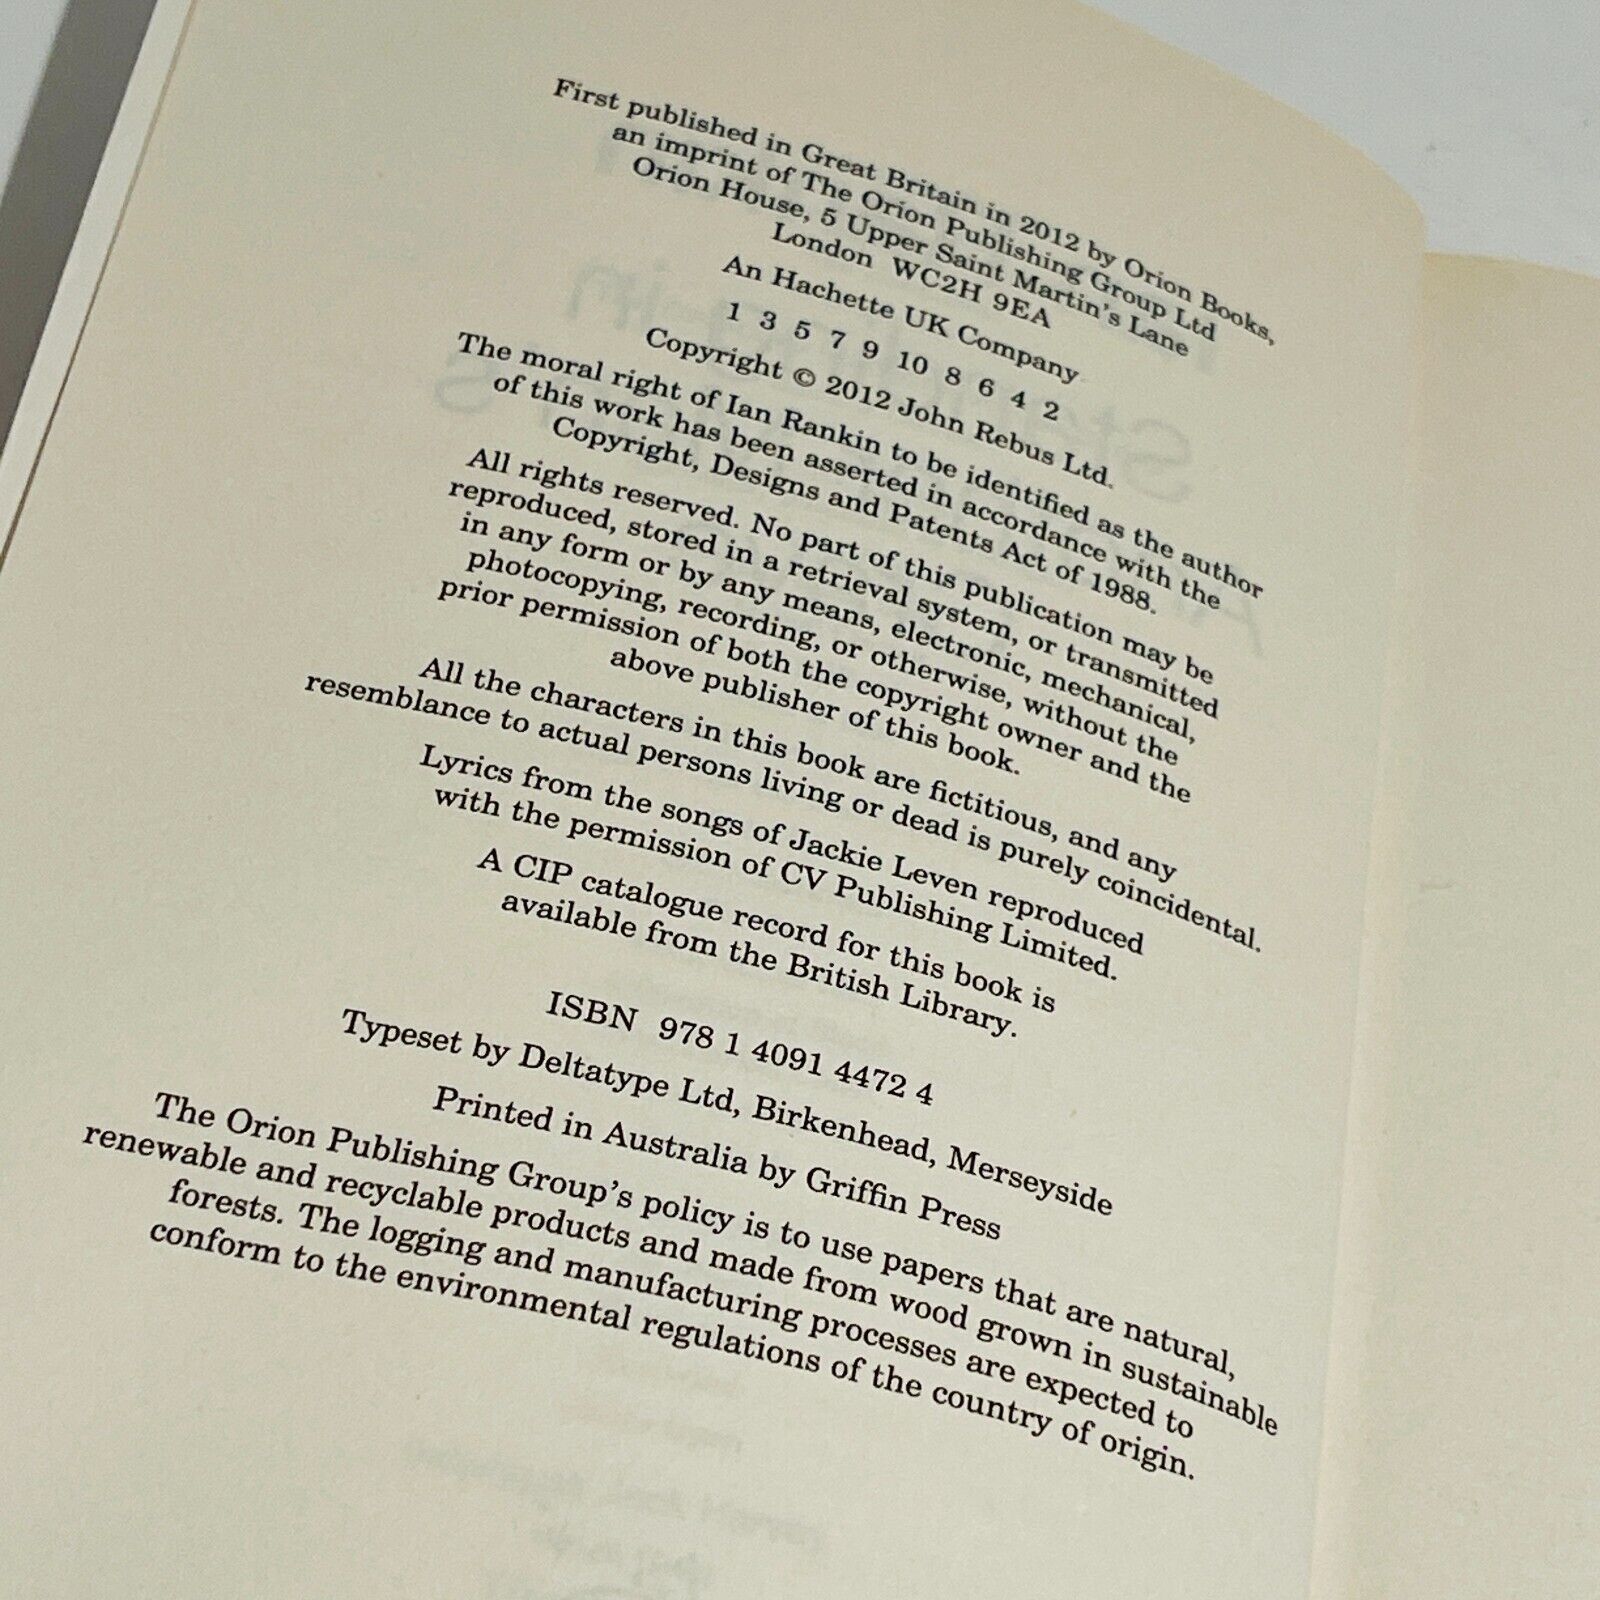 First published in Great Britain in 2012 by Orion Books,
an imprint of The Orion Publishing Group Ltd
Orion House, 5 Upper Saint Martin's Lane
London WC2H 9EA
An Hachette UK Company
1 3 5 7 9 10 8 6 4 2
Copyright © 2012 John Rebus Ltd.
The moral right of Ian Rankin to be identified as the author
of this work has been asserted in accordance with the
Copyright, Designs and Patents Act of 1988.
All rights reserved. No part of this publication may be
reproduced, stored in a retrieval system, or transmitted
in any form or by any means, electronic, mechanical,
photocopying, recording, or otherwise, without the
prior permission of both the copyright owner and the
above publisher of this book.
All the characters in this book are fictitious, and any
resemblance to actual persons living or dead is purely coincidental.
Lyrics from the songs of Jackie Leven reproduced
with the permission of CV Publishing Limited.
A CIP catalogue record for this book is
available from the British Library.
ISBN 978 1 4091 4472 4
Typeset by Deltatype Ltd, Birkenhead, Merseyside
Printed in Australia by Griffin Press
The Orion Publishing Group's policy is to use papers that are natural,
renewable and recyclable products and made from wood grown in sustainable
forests. The logging and manufacturing processes are expected to
conform to the environmental regulations of the country of origin.